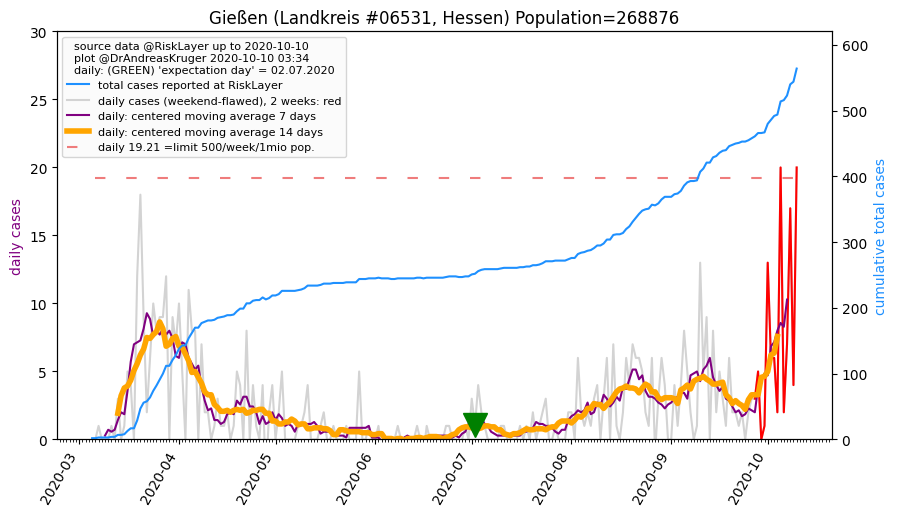 Gießen (Landkreis #06531, Hessen) Population=268876
source data @RiskLayer up to 2020-10-10
plot @DrAndreasKruger 2020-10-10 03:34
daily: (GREEN) 'expectation day' = 02.07.2020
total cases reported at RiskLayer
daily cases (weekend-flawed), 2 weeks: red
daily: centered moving average 7 days
daily: centered moving average 14 days
daily 19.21 =limit 500/week/1mio pop.
daily cases
30
25
20
15
10
5
0
cumulative total cases
600
500
400
300
200
100
0
2020-03
2020-04
2020-05
2020-06
2020-07
2020-08
2020-09
2020-10